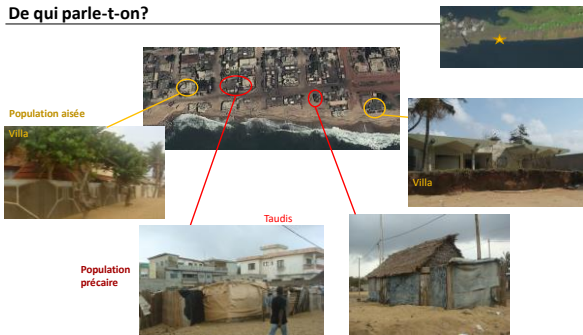 De qui parle-t-on?
Population aisée
Villa
Villa
Taudis
Population
précaire